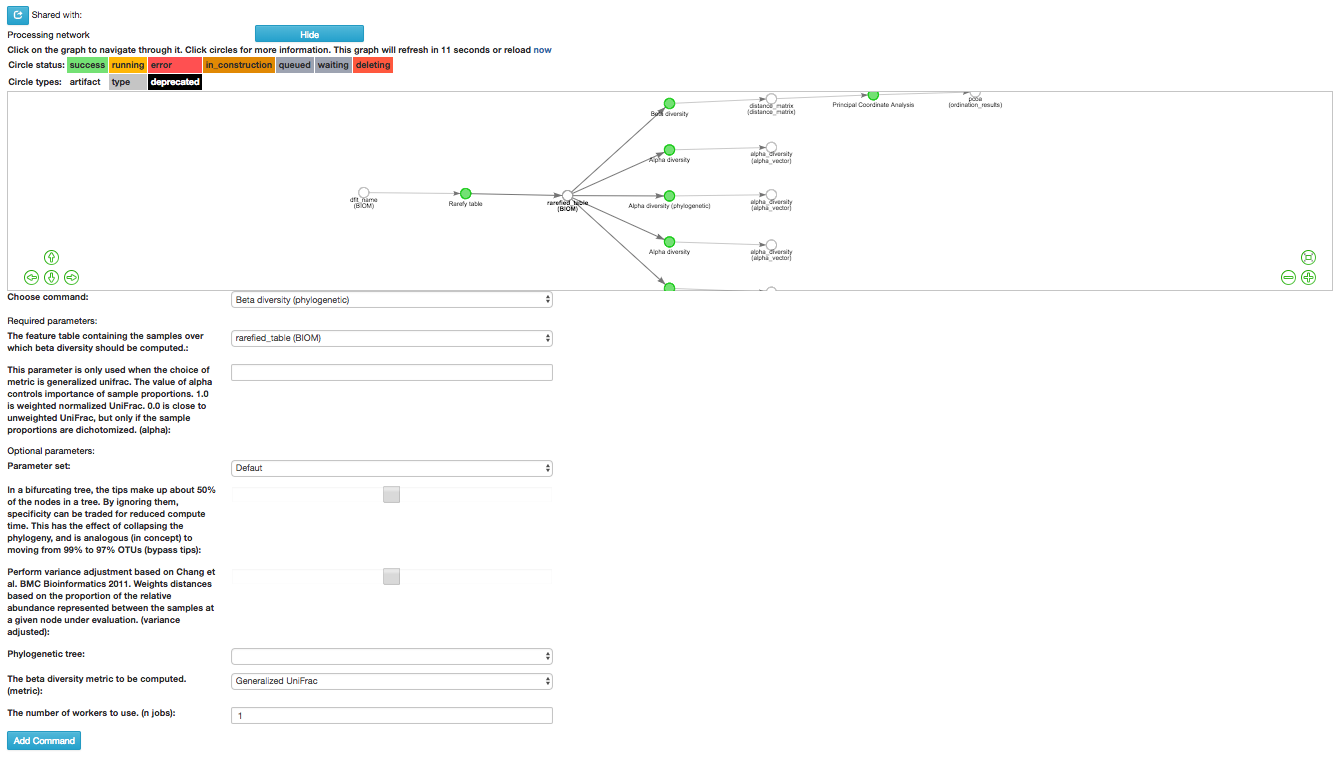 Shared with:
Processing network
Hide
Click on the graph to navigate through it. Click circles for more information. This graph will refresh in 11 seconds or reload now
Circle status: success running error in_construction queued waiting deleting
Circle types: artifact type deprecated
Beta diversity
distance_matrix
(distance_matrix)
Principal Coordinate Analysis
pcoa
(ordination_results)
Alpha diversity
alpha_diversity
(alpha_vector)
dflt_name
(BIOM)
Rarefy table
rarefied_table
(BIOM)
Alpha diversity (phylogenetic)
alpha_diversity
(alpha_vector)
Alpha diversity
alpha_diversity
(alpha_vector)
Choose command:
Beta diversity (phylogenetic)
Required parameters:
The feature table containing the samples over
which beta diversity should be computed.:
rarefied_table (BIOM)
This parameter is only used when the choice of
metric is generalized unifrac. The value of alpha
controls importance of sample proportions. 1.0
is weighted normalized UniFrac. 0.0 is close to
unweighted UniFrac, but only if the sample
proportions are dichotomized. (alpha):
Optional parameters:
Parameter set:
Defaut
In a bifurcating tree, the tips make up about 50%
of the nodes in a tree. By ignoring them,
specificity can be traded for reduced compute
time. This has the effect of collapsing the
phylogeny, and is analogous (in concept) to
moving from 99% to 97% OTUs (bypass tips):
Perform variance adjustment based on Chang et
al. BMC Bioinformatics 2011. Weights distances
based on the proportion of the relative
abundance represented between the samples at
a given node under evaluation. (variance
adjusted):
Phylogenetic tree:
The beta diversity metric to be computed.
(metric):
Generalized UniFrac
The number of workers to use. (n jobs):
1
Add Command